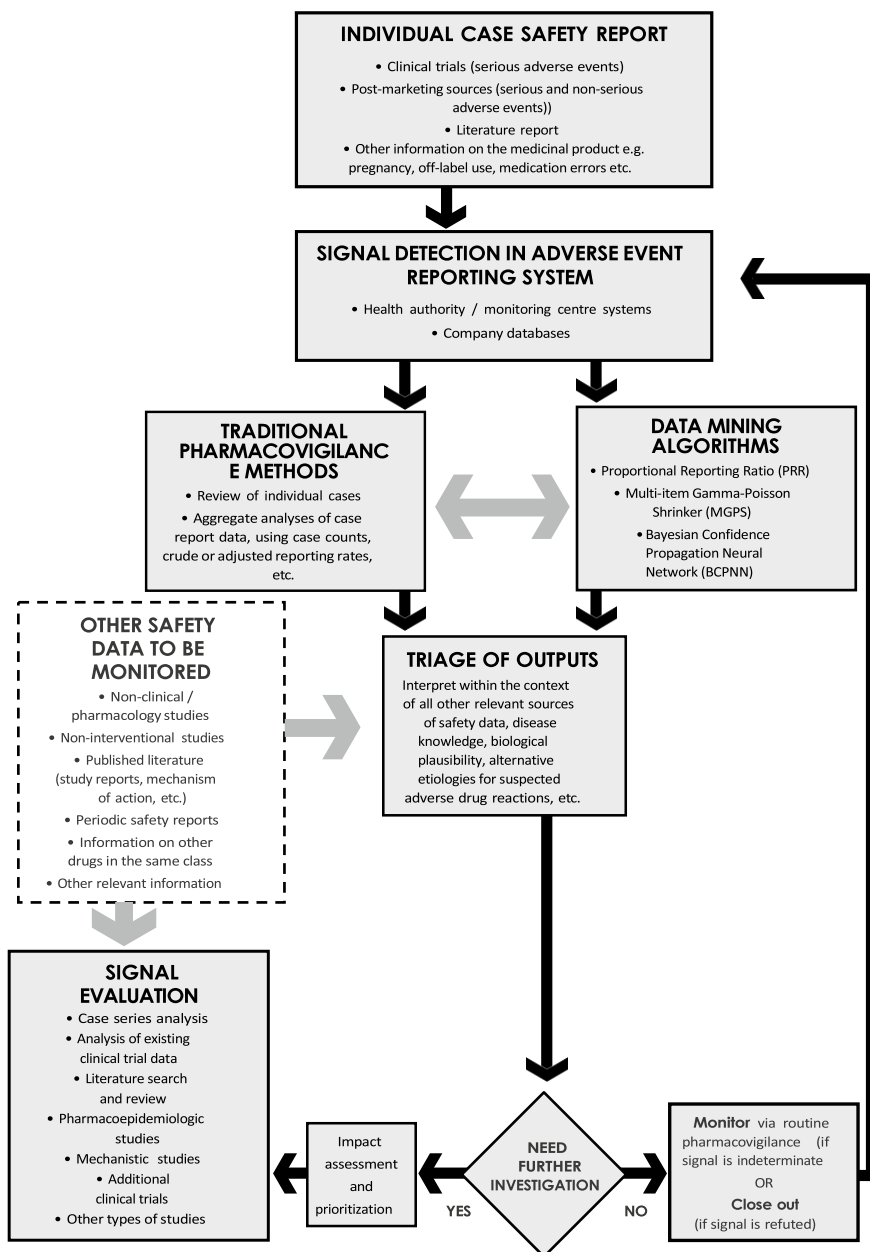 INDIVIDUAL CASE SAFETY REPORT
• Clinical trials (serious adverse events)
• Post-marketing sources (serious and non-serious
adverse events))
• Literature report
• Other information on the medicinal product e.g.
pregnancy, off-label use, medication errors etc.
SIGNAL DETECTION IN ADVERSE EVENT
REPORTING SYSTEM
• Health authority / monitoring centre systems
• Company databases
TRADITIONAL
PHARMACOVIGILANC
E METHODS
• Review of individual cases
• Aggregate analyses of case
report data, using case counts,
crude or adjusted reporting rates,
etc.
DATA MINING
ALGORITHMS
• Proportional Reporting Ratio (PRR)
• Multi-item Gamma-Poisson
Shrinker (MGPS)
• Bayesian Confidence
Propagation Neural
Network (BCPNN)
OTHER SAFETY
DATA TO BE
MONITORED
• Non-clinical /
pharmacology studies
• Non-interventional studies
• Published literature
(study reports, mechanism
of action, etc.)
• Periodic safety reports
• Information on other
drugs in the same class
• Other relevant information
TRIAGE OF OUTPUTS
Interpret within the context
of all other relevant sources
of safety data, disease
knowledge, biological
plausibility, alternative
etiologies for suspected
adverse drug reactions, etc.
SIGNAL
EVALUATION
• Case series analysis
• Analysis of existing
clinical trial data
• Literature search
and review
• Pharmacoepidemiologic
studies
• Mechanistic studies
• Additional
clinical trials
• Other types of studies
Impact
assessment
and
prioritization
YES
NEED
FURTHER
INVESTIGATION
NO
Monitor via routine
pharmacovigilance (if
signal is indeterminate
OR
Close out
(if signal is refuted)